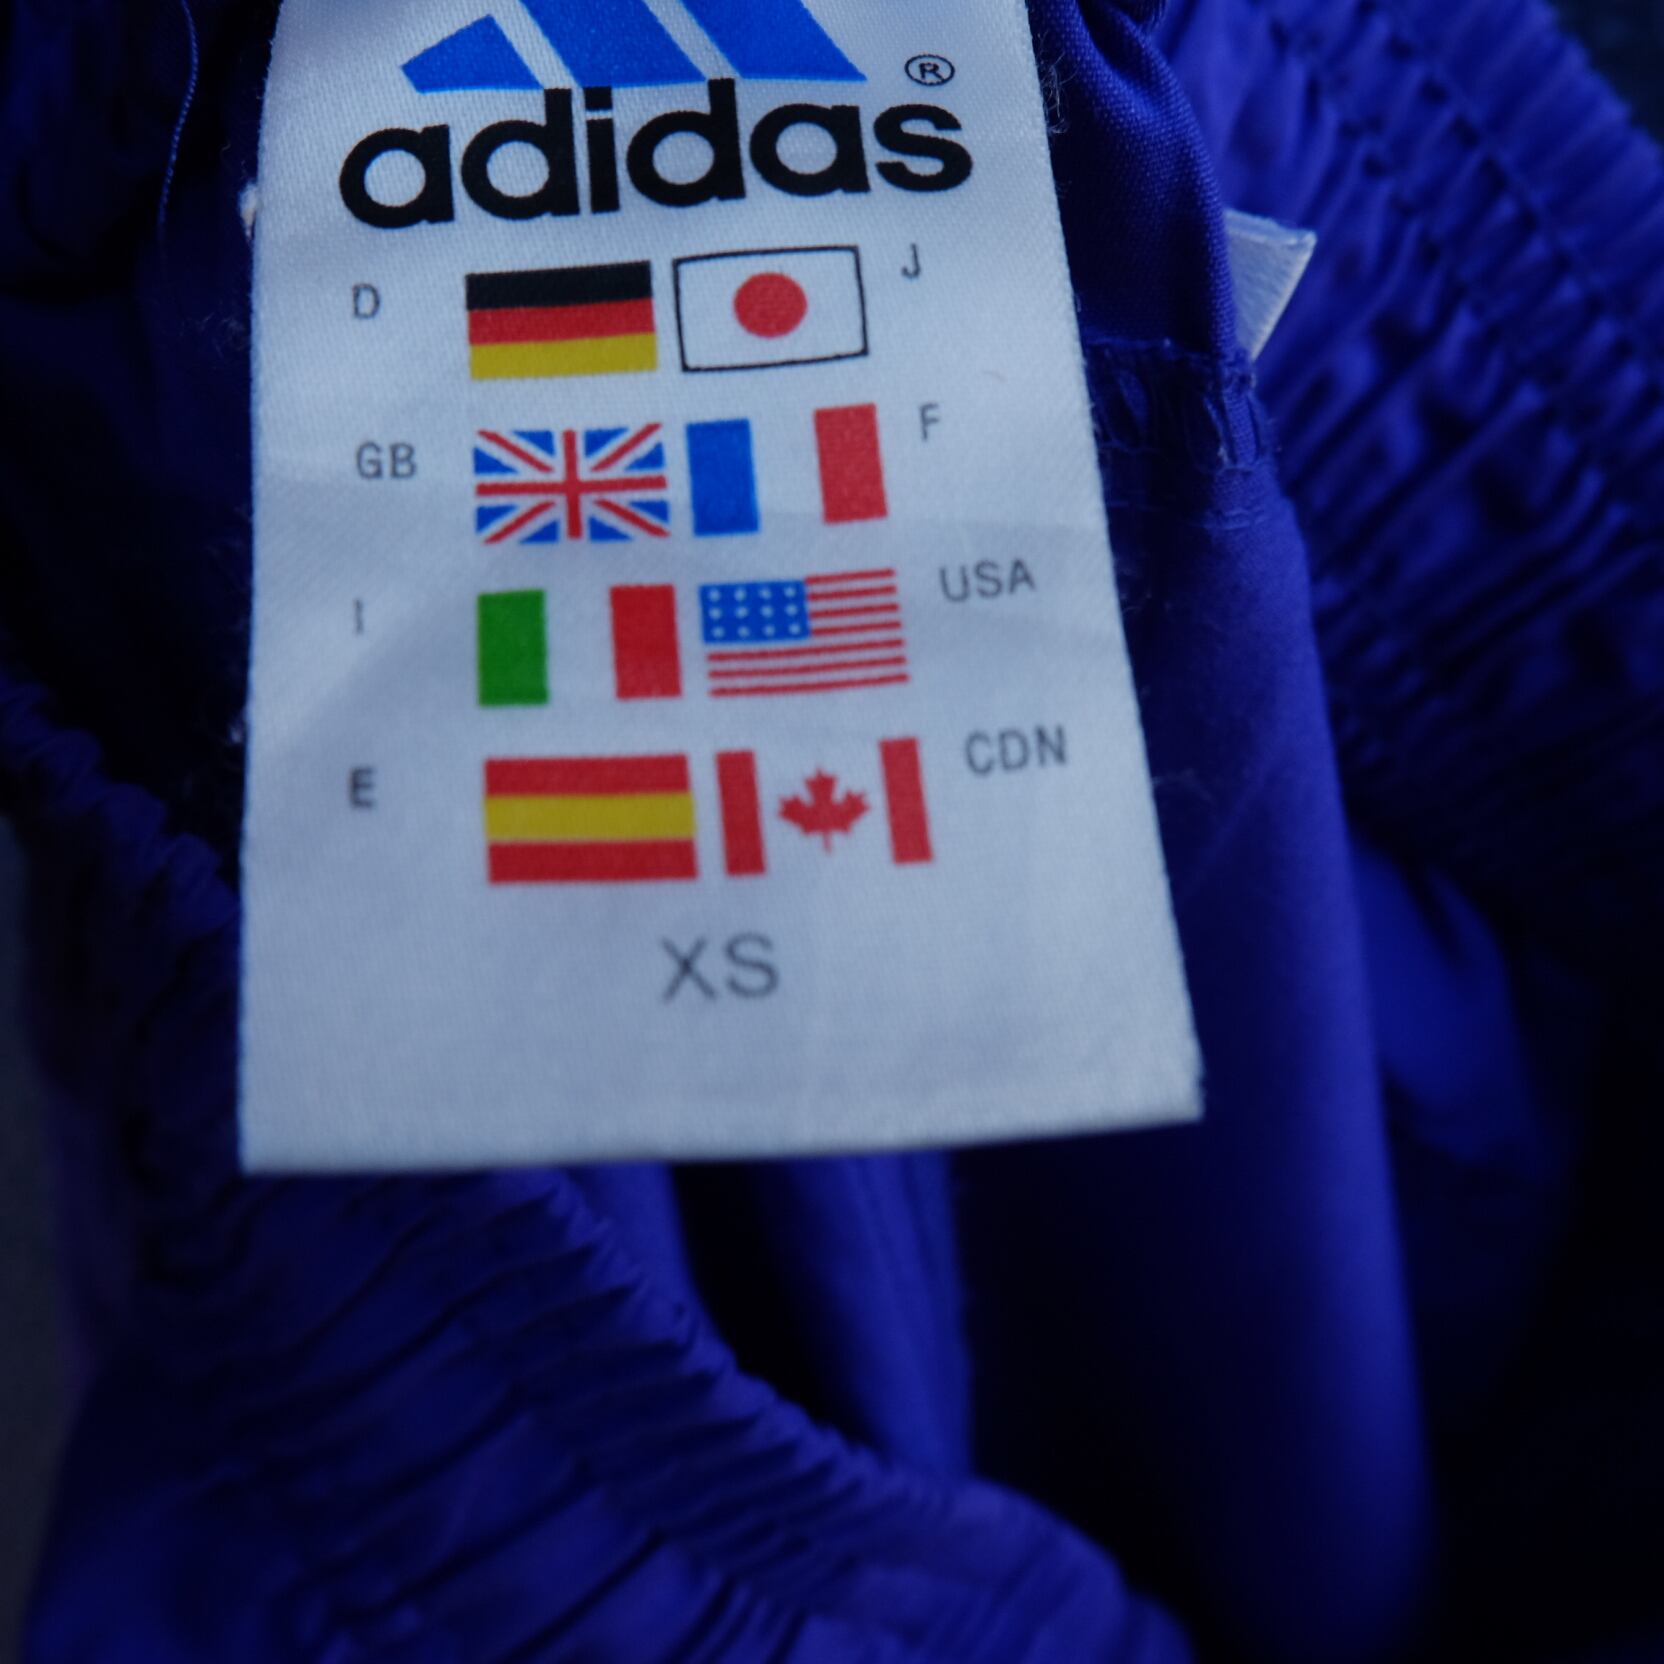 ®
adidas
D J
GB F
I USA
E CDN
XS